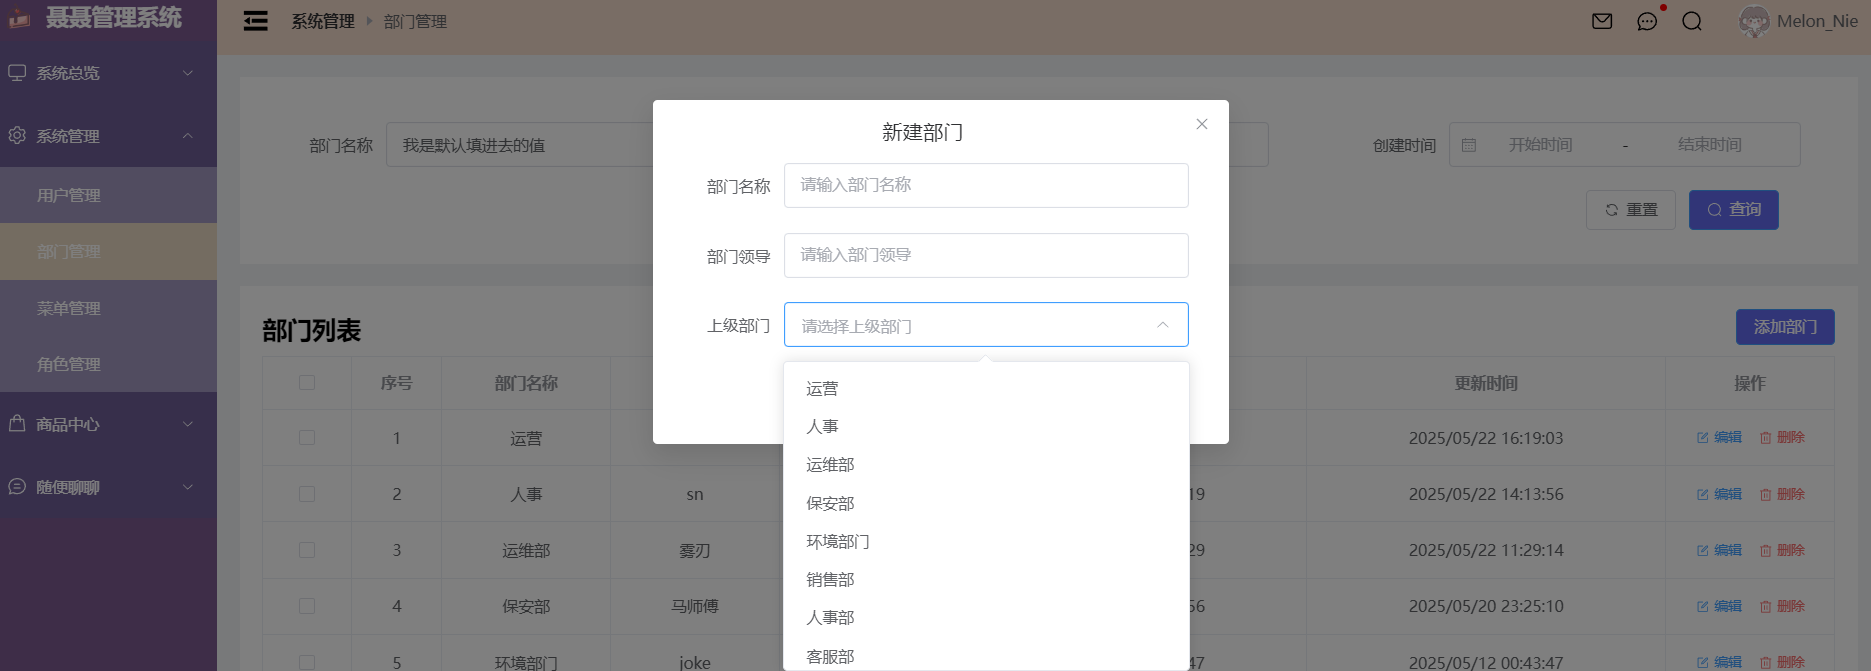 聂聂管理系统
系统管理
部门管理
Melon_Nie
系统总览
系统管理
用户管理
部门管理
菜单管理
角色管理
商品中心
随便聊聊
部门名称
我是默认填进去的值
创建时间
开始时间
-
结束时间
重置
查询
新建部门
部门名称
请输入部门名称
部门领导
请输入部门领导
上级部门
请选择上级部门
运营
人事
运维部
保安部
环境部门
销售部
人事部
客服部
部门列表
添加部门
序号 部门名称 更新时间 操作
1 运营 2025/05/22 16:19:03 编辑 删除
2 人事 sn 19 2025/05/22 14:13:56 编辑 删除
3 运维部 雾刃 29 2025/05/22 11:29:14 编辑 删除
4 保安部 马师傅 56 2025/05/20 23:25:10 编辑 删除
5 环境部门 joke 47 2025/05/12 00:43:47 编辑 删除